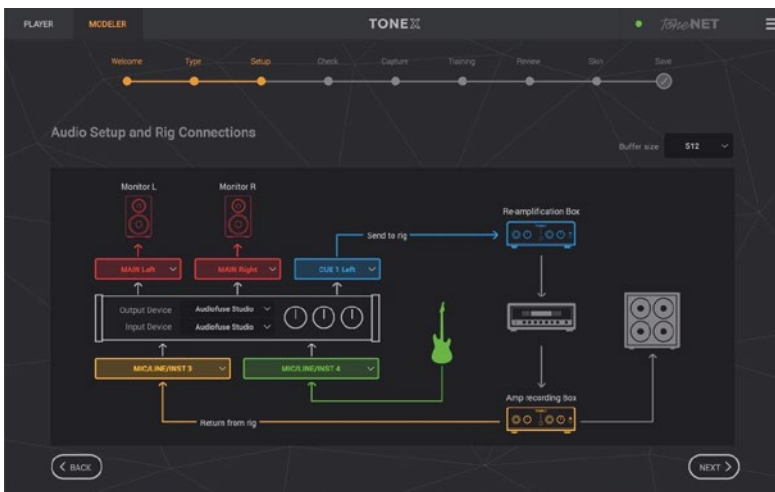 PLAYER
MODELER
TONEX
ToneNET
Welcome
Type
Setup
Check
Capture
Training
Review
Skin
Save
Audio Setup and Rig Connections
Buffer size
512
Monitor L
Monitor R
Re-amplification Box
Send to rig
MAIN Left
MAIN Right
CUE 1 Left
Output Device
Audiofuse Studio
Input Device
Audiofuse Studio
MIC/LINE/INST 3
MIC/LINE/INST 4
Amp recording Box
Return from rig
BACK
NEXT